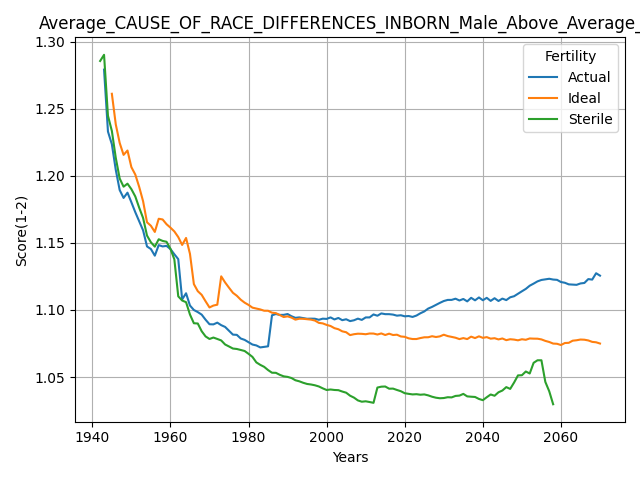 Average_CAUSE_OF_RACE_DIFFERENCES_INBORN_Male_Above_Average_
Fertility
Actual
Ideal
Sterile
Score(1-2)
1.30
1.25
1.20
1.15
1.10
1.05
1940 1960 1980 2000 2020 2040 2060
Years